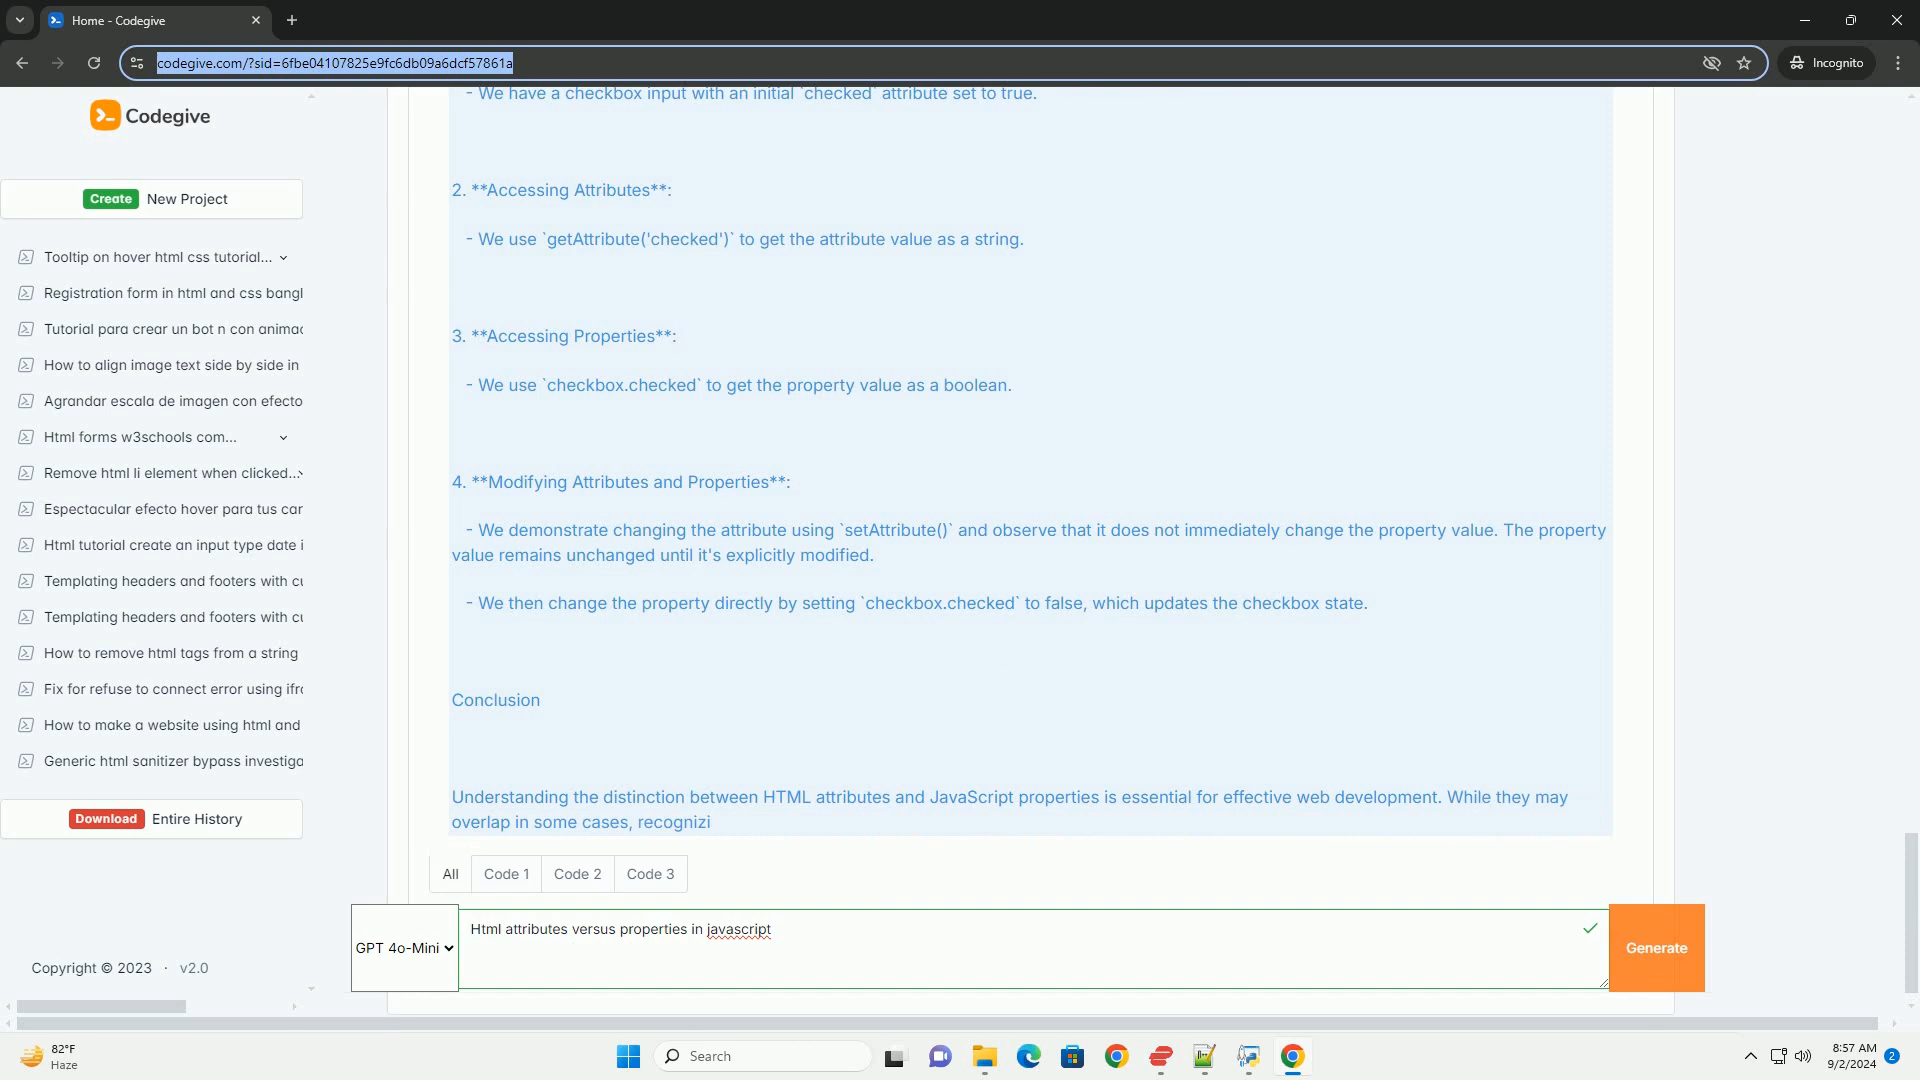 Home - Codegive
codegive.com/?sid=6fbe04107825e9fc6db09a6dcf57861a
Incognito
Codegive
Create New Project
Tooltip on hover html css tutorial...
Registration form in html and css bangl
Tutorial para crear un bot n con animac
How to align image text side by side in
Agrandar escala de imagen con efecto
Html forms w3schools com...
Remove html li element when clicked...
Espectacular efecto hover para tus car
Html tutorial create an input type date i
Templating headers and footers with cu
Templating headers and footers with cu
How to remove html tags from a string
Fix for refuse to connect error using ifra
How to make a website using html and
Generic html sanitizer bypass investiga
Download Entire History
Copyright © 2023 · v2.0
- We have a checkbox input with an initial `checked` attribute set to true.
2. **Accessing Attributes**:
- We use `getAttribute('checked')` to get the attribute value as a string.
3. **Accessing Properties**:
- We use `checkbox.checked` to get the property value as a boolean.
4. **Modifying Attributes and Properties**:
- We demonstrate changing the attribute using `setAttribute()` and observe that it does not immediately change the property value. The property
value remains unchanged until it's explicitly modified.
- We then change the property directly by setting `checkbox.checked` to false, which updates the checkbox state.
Conclusion
Understanding the distinction between HTML attributes and JavaScript properties is essential for effective web development. While they may
overlap in some cases, recognizi
All Code 1 Code 2 Code 3
GPT 4o-Mini
Html attributes versus properties in javascript
Generate
82°F
Haze
Search
8:57 AM
9/2/2024
2